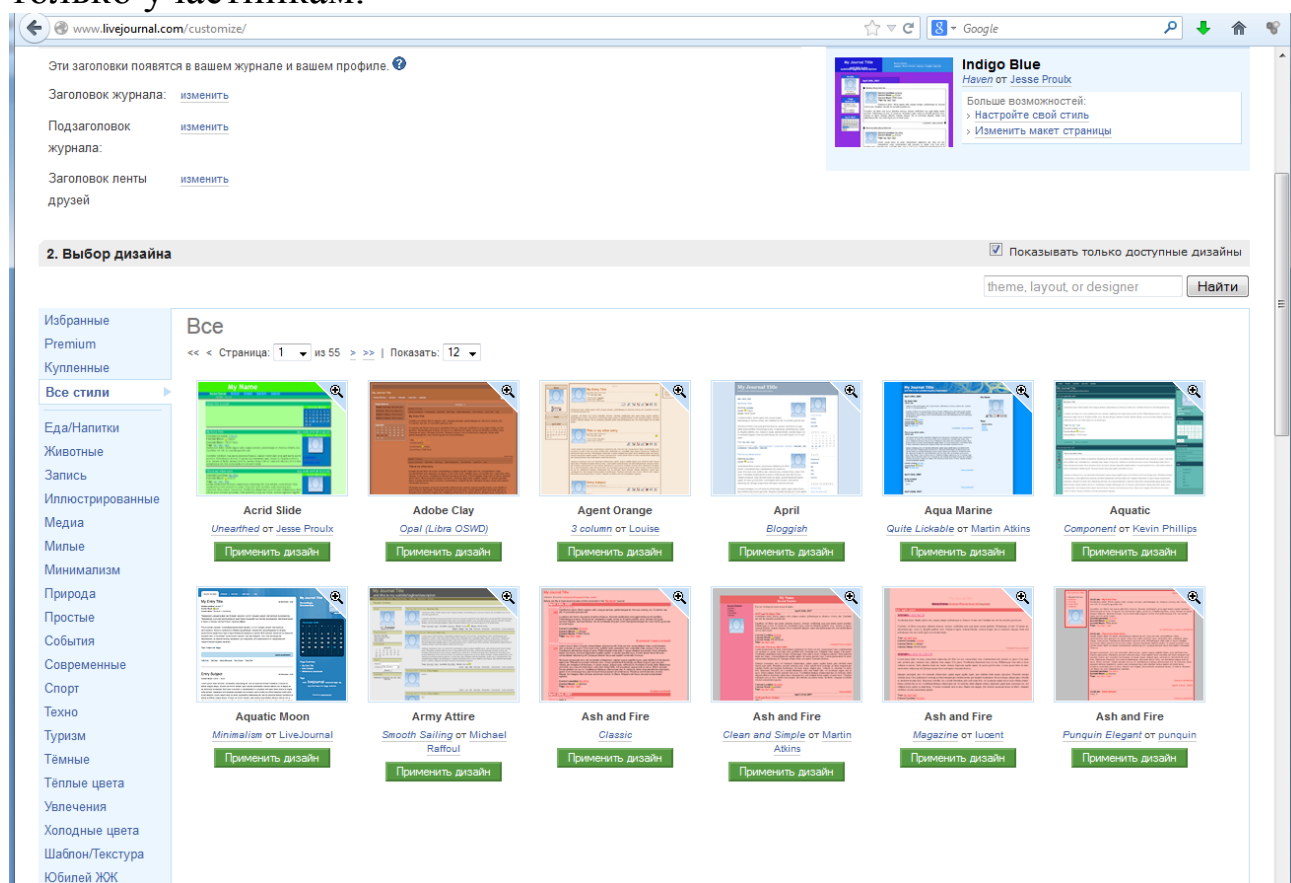 только участникам.
www.livejournal.com/customize/
Google
Эти заголовки появятся в вашем журнале и вашем профиле. ?
Заголовок журнала: изменить
Подзаголовок журнала: изменить
Заголовок ленты друзей изменить
Indigo Blue
Haven от Jesse Proulx
Больше возможностей:
› Настройте свой стиль
› Изменить макет страницы
2. Выбор дизайна
Показывать только доступные дизайны
theme, layout, or designer
Найти
Избранные
Premium
Купленные
Все стили
Еда/Напитки
Животные
Запись
Иллюстрированные
Медиа
Милые
Минимализм
Природа
Простые
События
Современные
Спорт
Техно
Туризм
Тёмные
Тёплые цвета
Увлечения
Холодные цвета
Шаблон/Текстура
Юбилей ЖЖ
Все
<< < Страница: 1 из 55 > >> | Показать: 12
Acrid Slide
Unearthed от Jesse Proulx
Применить дизайн
Adobe Clay
Opal (Libra OSWD)
Применить дизайн
Agent Orange
3 column от Louise
Применить дизайн
April
Bloggish
Применить дизайн
Aqua Marine
Quite Lickable от Martin Atkins
Применить дизайн
Aquatic
Component от Kevin Phillips
Применить дизайн
Aquatic Moon
Minimalism от LiveJournal
Применить дизайн
Army Attire
Smooth Sailing от Michael
Raffoul
Применить дизайн
Ash and Fire
Classic
Применить дизайн
Ash and Fire
Clean and Simple от Martin
Atkins
Применить дизайн
Ash and Fire
Magazine от lucent
Применить дизайн
Ash and Fire
Punquin Elegant от punquin
Применить дизайн